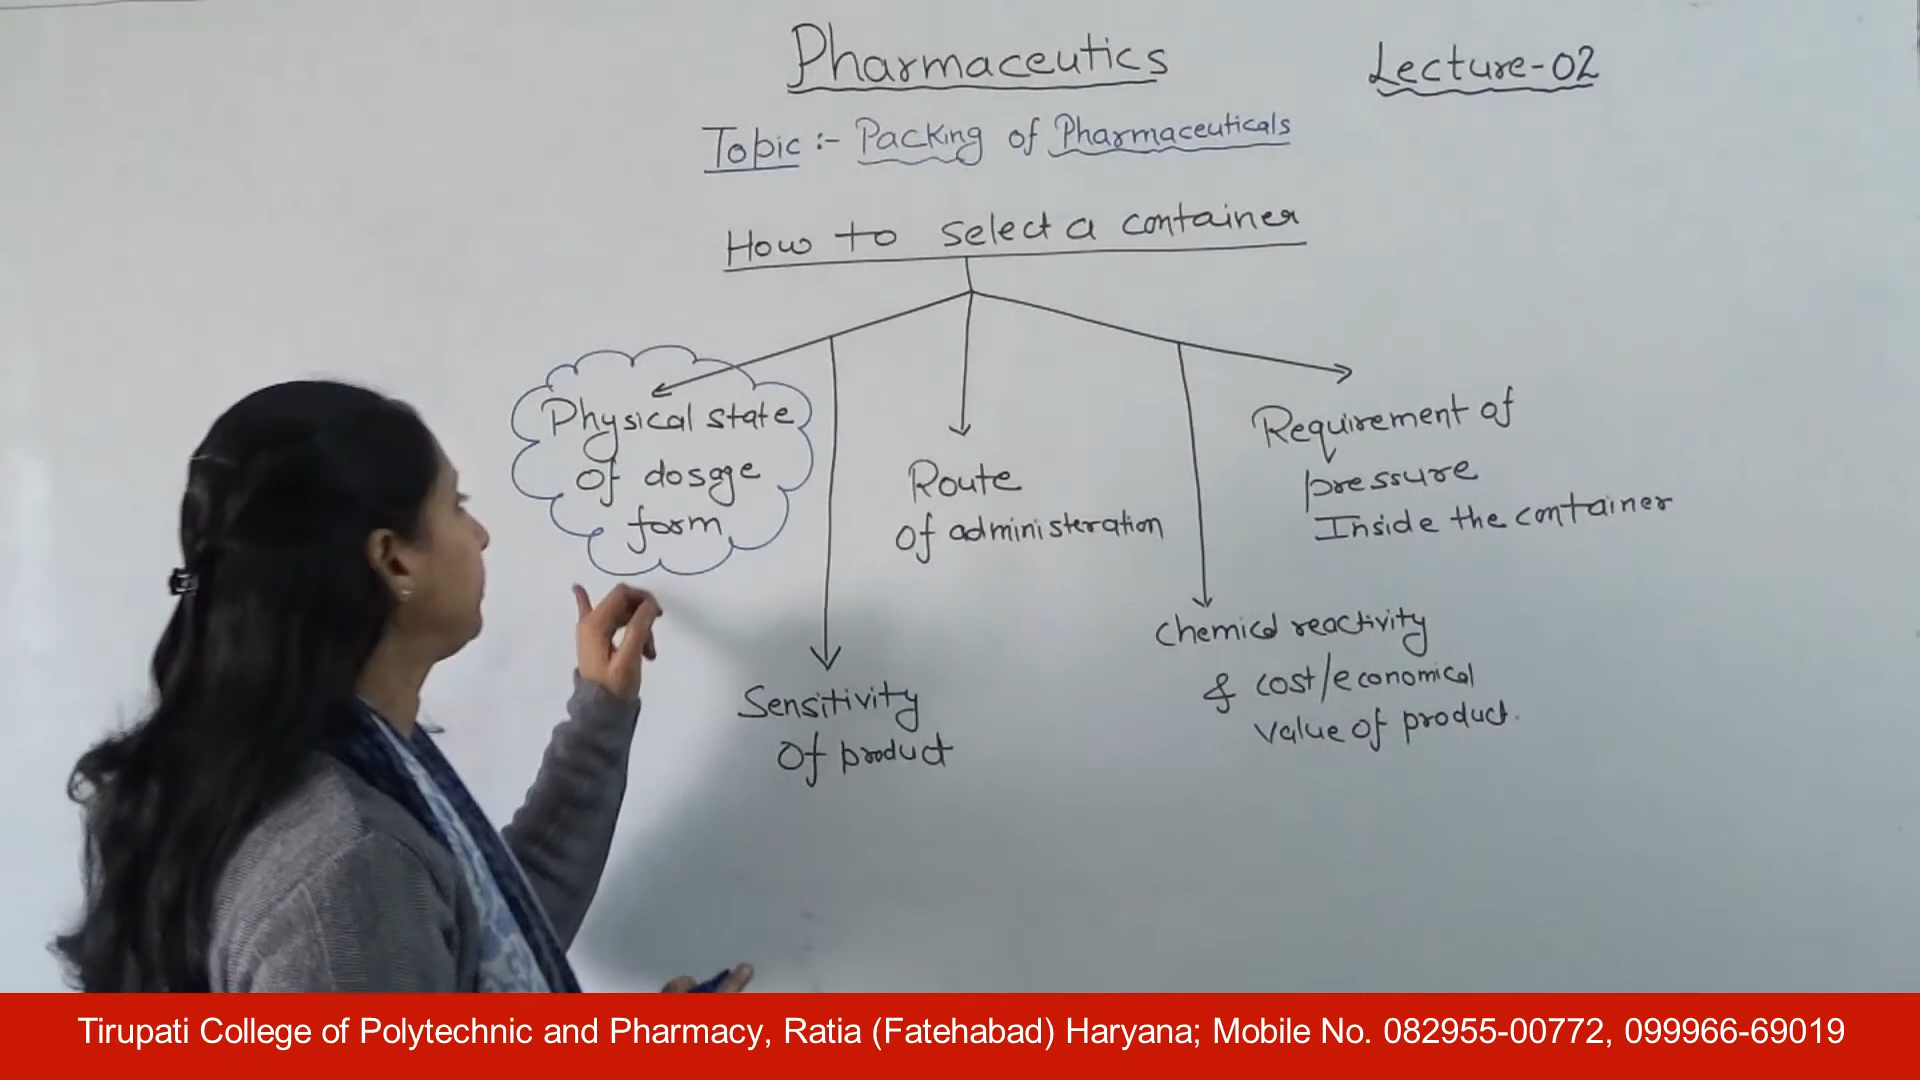 Pharmaceutics
Lecture-02
Topic :- Packing of Pharmaceuticals
How to select a container
Physical state
of dosage
form
Sensitivity
Of product
Route
of administeration
Chemical reactivity
& cost/economical
value of product.
Requirement of
pressure
Inside the container
Tirupati College of Polytechnic and Pharmacy, Ratia (Fatehabad) Haryana; Mobile No. 082955-00772, 099966-69019